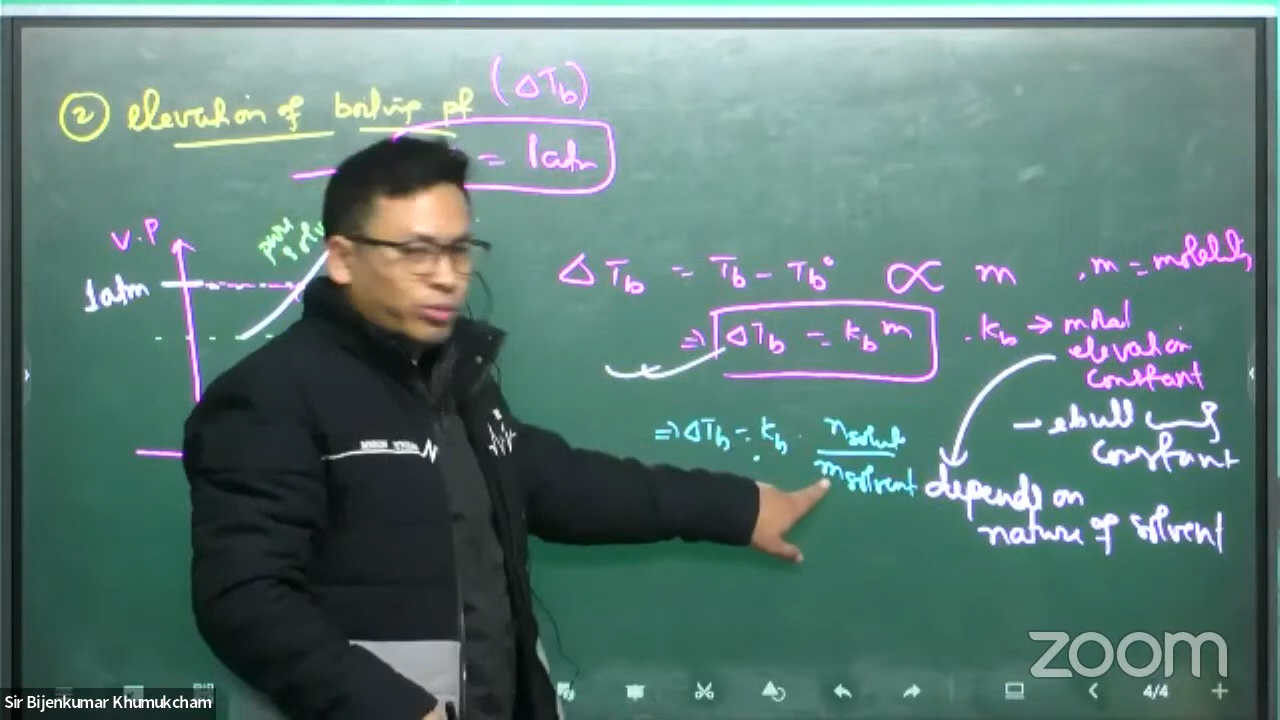 ② elevation of boiling pt (ΔTb)
= 1atm
V.P
pure
1atm
ΔTb = Tb - Tb° ∝ m , m = molality
⇒ ΔTb = kb m
. kb → molal
elevation
constant
⇒ ΔTb = kb . nsolute
msolvent
constant
depends on
nature of solvent
zoom
Sir Bijenkumar Khumukcham
4/4